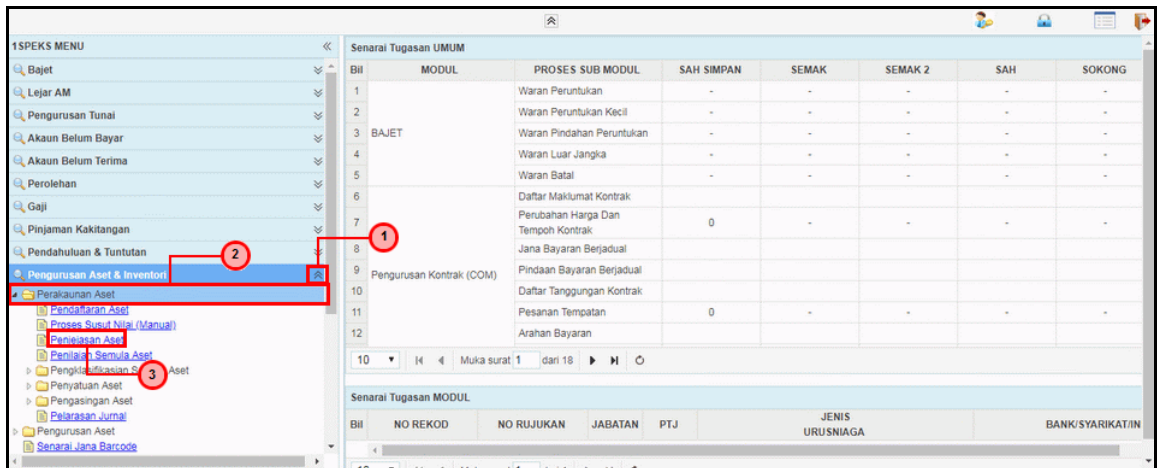 1SPEKS MENU
Bajet
Lejar AM
Pengurusan Tunai
Akaun Belum Bayar
Akaun Belum Terima
Perolehan
Gaji
Pinjaman Kakitangan
Pendahuluan & Tuntutan
Pengurusan Aset & Inventori
Perakaunan Aset
Pendaftaran Aset
Proses Susut Nilai (Manual)
Penjejasan Aset
Penilaian Semula Aset
Pengklasifikasian Aset
Penyatuan Aset
Pengasingan Aset
Pelarasan Jurnal
Pengurusan Aset
Senarai Jana Barcode
1
2
3
Senarai Tugasan UMUM
Bil MODUL PROSES SUB MODUL SAH SIMPAN SEMAK SEMAK 2 SAH SOKONG
1 Waran Peruntukan - - - - -
2 Waran Peruntukan Kecil - - - - -
3 BAJET Waran Pindahan Peruntukan - - - - -
4 Waran Luar Jangka - - - - -
5 Waran Batal - - - - -
6 Daftar Maklumat Kontrak
7 Perubahan Harga Dan 0 - - - -
Tempoh Kontrak
8 Jana Bayaran Berjadual
9 Pengurusan Kontrak (COM) Pindaan Bayaran Berjadual
10 Daftar Tanggungan Kontrak
11 Pesanan Tempatan 0 - - - -
12 Arahan Bayaran
10 Muka surat 1 dari 18
Senarai Tugasan MODUL
Bil NO REKOD NO RUJUKAN JABATAN PTJ JENIS BANK/SYARIKAT/IN
URUSNIAGA